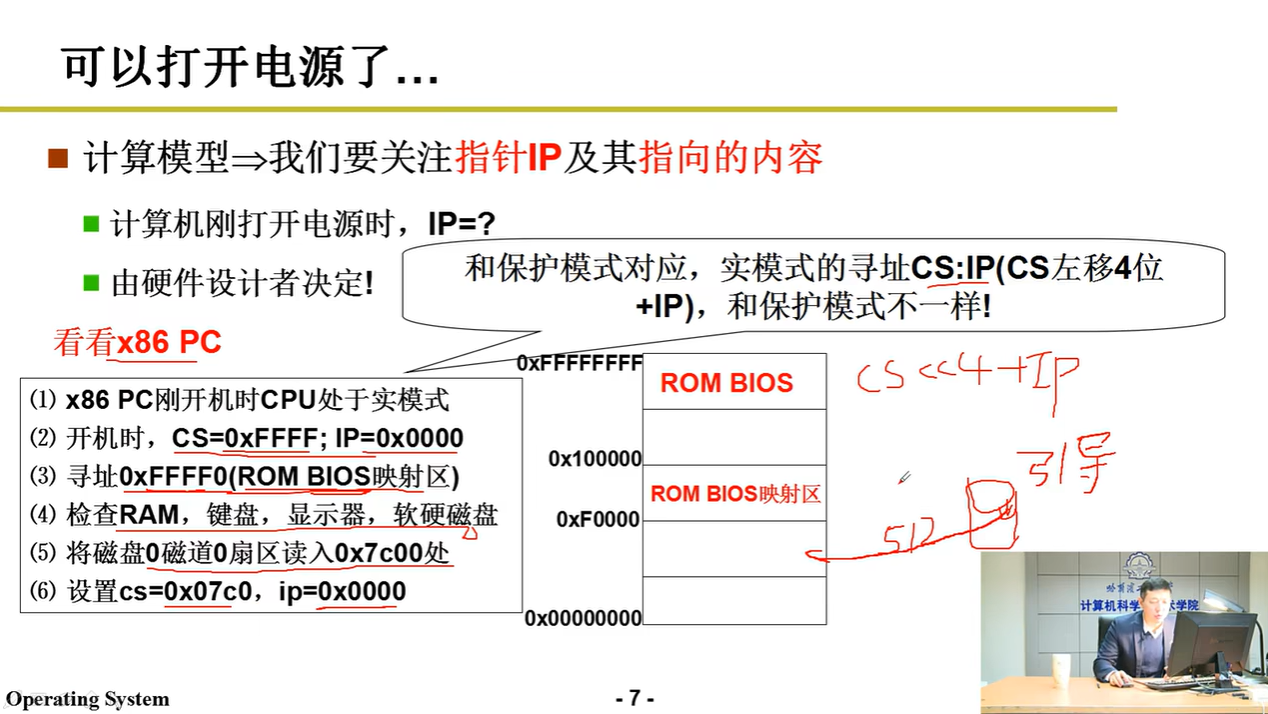 可以打开电源了…
计算模型⇒我们要关注指针IP及其指向的内容
计算机刚打开电源时，IP=?
由硬件设计者决定!
和保护模式对应，实模式的寻址CS:IP(CS左移4位
+IP)，和保护模式不一样!
看看x86 PC
⑴ x86 PC刚开机时CPU处于实模式
⑵ 开机时，CS=0xFFFF; IP=0x0000
⑶ 寻址0xFFFF0(ROM BIOS映射区)
⑷ 检查RAM，键盘，显示器，软硬磁盘
⑸ 将磁盘0磁道0扇区读入0x7c00处
⑹ 设置cs=0x07c0，ip=0x0000
0xFFFFFFFF
ROM BIOS
0x100000
ROM BIOS映射区
0xF0000
0x00000000
CS<<4+IP
引导
512
计算机科学
术学院
Operating System
- 7 -